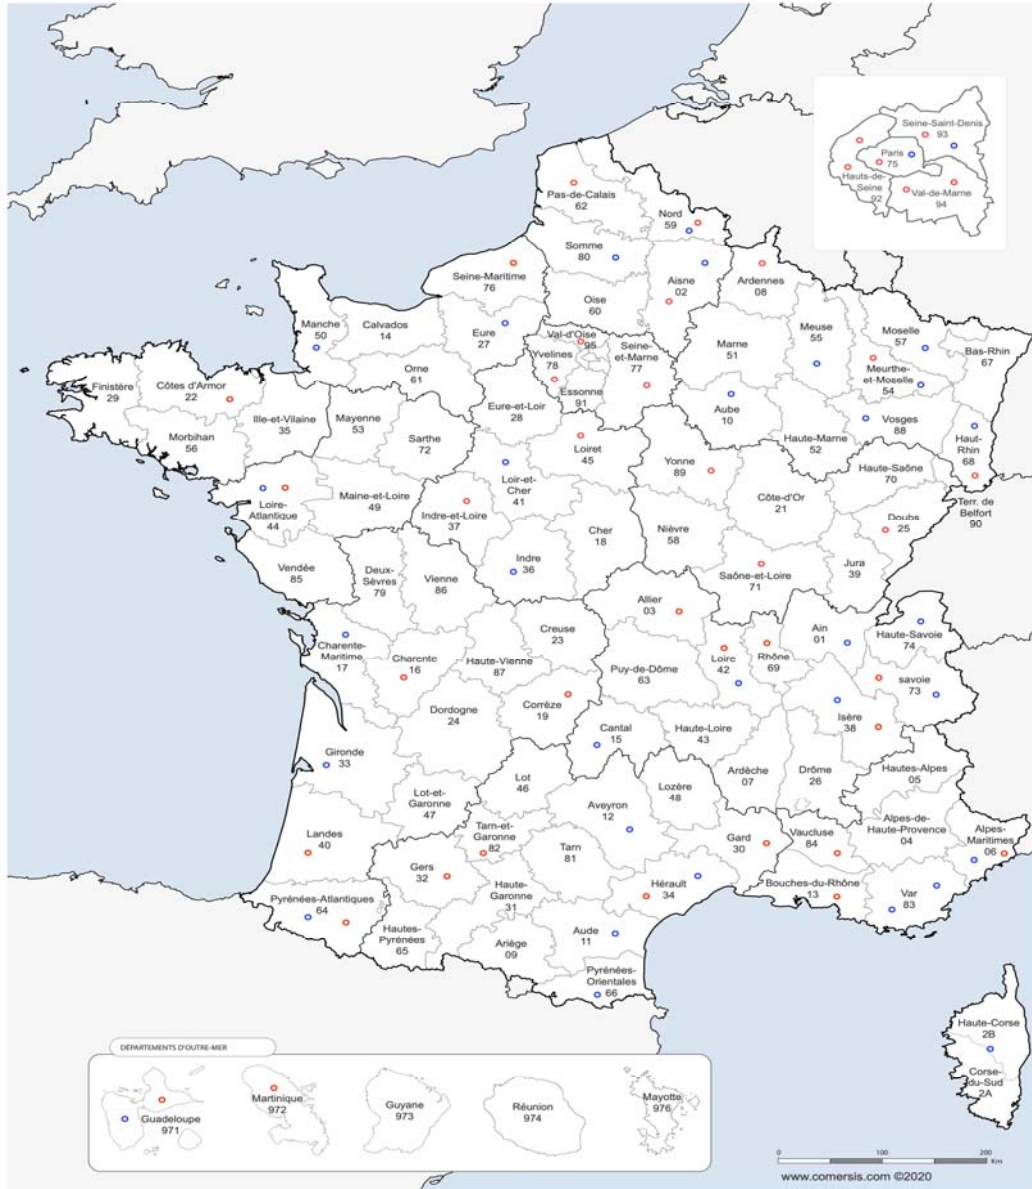 Seine-Saint-Denis
93
Paris
75
Hauts-de-
Seine
92
Val-de-Marne
94
Pas-de-Calais
62
Nord
59
Somme
80
Seine-Maritime
76
Aisne
02
Ardennes
08
Oise
60
Manche
50
Calvados
14
Eure
27
Val-d'Oise
95
Seine-
et-Marne
77
Yvelines
78
Essonne
91
Marne
51
Meuse
55
Moselle
57
Meurthe-
et-Moselle
54
Bas-Rhin
67
Orne
61
Finistère
29
Côtes d'Armor
22
Ille-et-Vilaine
35
Mayenne
53
Morbihan
56
Sarthe
72
Eure-et-Loir
28
Loiret
45
Aube
10
Haute-Marne
52
Vosges
88
Haut-
Rhin
68
Yonne
89
Haute-Saône
70
Terr. de
Belfort
90
Loire-
Atlantique
44
Maine-et-Loire
49
Indre-et-Loire
37
Loir-et-
Cher
41
Cher
18
Nièvre
58
Côte-d'Or
21
Doubs
25
Vendée
85
Deux-
Sèvres
79
Vienne
86
Indre
36
Saône-et-Loire
71
Jura
39
Allier
03
Charente-
Maritime
17
Charente
16
Haute-Vienne
87
Creuse
23
Puy-de-Dôme
63
Loire
42
Rhône
69
Ain
01
Haute-Savoie
74
savoie
73
Isère
38
Dordogne
24
Corrèze
19
Cantal
15
Haute-Loire
43
Gironde
33
Lot
46
Ardèche
07
Drôme
26
Hautes-Alpes
05
Lot-et-
Garonne
47
Aveyron
12
Lozère
48
Landes
40
Tarn-et-
Garonne
82
Tarn
81
Gard
30
Vaucluse
84
Alpes-de-
Haute-Provence
04
Alpes-
Maritimes
06
Gers
32
Haute-
Garonne
31
Hérault
34
Bouches-du-Rhône
13
Var
83
Pyrénées-Atlantiques
64
Hautes-
Pyrénées
65
Ariège
09
Aude
11
Pyrénées-
Orientales
66
Haute-Corse
2B
Corse-
du-Sud
2A
DÉPARTEMENTS D'OUTRE-MER
Guadeloupe
971
Martinique
972
Guyane
973
Réunion
974
Mayotte
976
0 100 200
Km
www.comersis.com ©2020